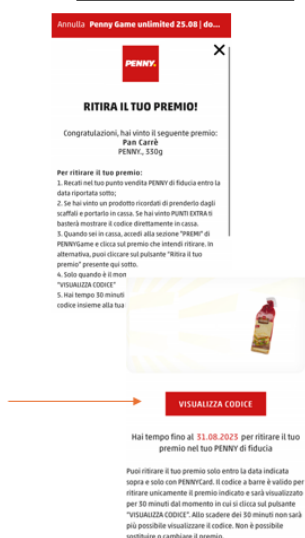 Annulla Penny Game unlimited 25.08 | do...
PENNY.
RITIRA IL TUO PREMIO!
Congratulazioni, hai vinto il seguente premio:
Pan Carrè
PENNY., 330g
Per ritirare il tuo premio:
1. Recati nel tuo punto vendita PENNY di fiducia entro la
data riportata sotto;
2. Se hai vinto un prodotto ricordati di prenderlo dagli
scaffali e portarlo in cassa. Se hai vinto PUNTI EXTRA ti
basterà mostrare il codice direttamente in cassa.
3. Quando sei in cassa, accedi alla sezione "PREMI" di
PENNYGame e clicca sul premio che intendi ritirare. In
alternativa, puoi cliccare sul pulsante "Ritira il tuo
premio" presente qui sotto.
4. Solo quando è il mon
"VISUALIZZA CODICE"
5. Hai tempo 30 minuti
codice insieme alla tua
VISUALIZZA CODICE
Hai tempo fino al 31.08.2023 per ritirare il tuo
premio nel tuo PENNY di fiducia
Puoi ritirare il tuo premio solo entro la data indicata
sopra e solo con PENNYCard. Il codice a barre è valido per
ritirare unicamente il premio indicato e sarà visualizzato
per 30 minuti dal momento in cui si clicca sul pulsante
"VISUALIZZA CODICE". Allo scadere dei 30 minuti non sarà
più possibile visualizzare il codice. Non è possibile
sostituire o cambiare il premio.